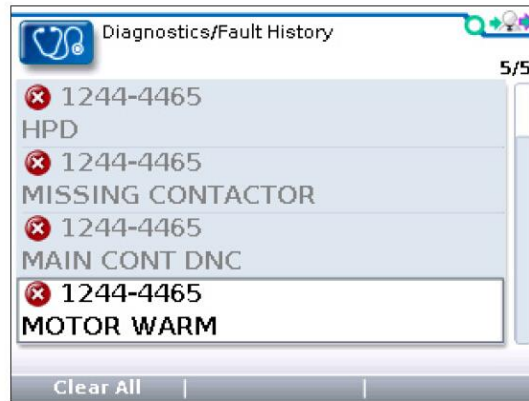 Diagnostics/Fault History
5/5
1244-4465
HPD
1244-4465
MISSING CONTACTOR
1244-4465
MAIN CONT DNC
1244-4465
MOTOR WARM
Clear All